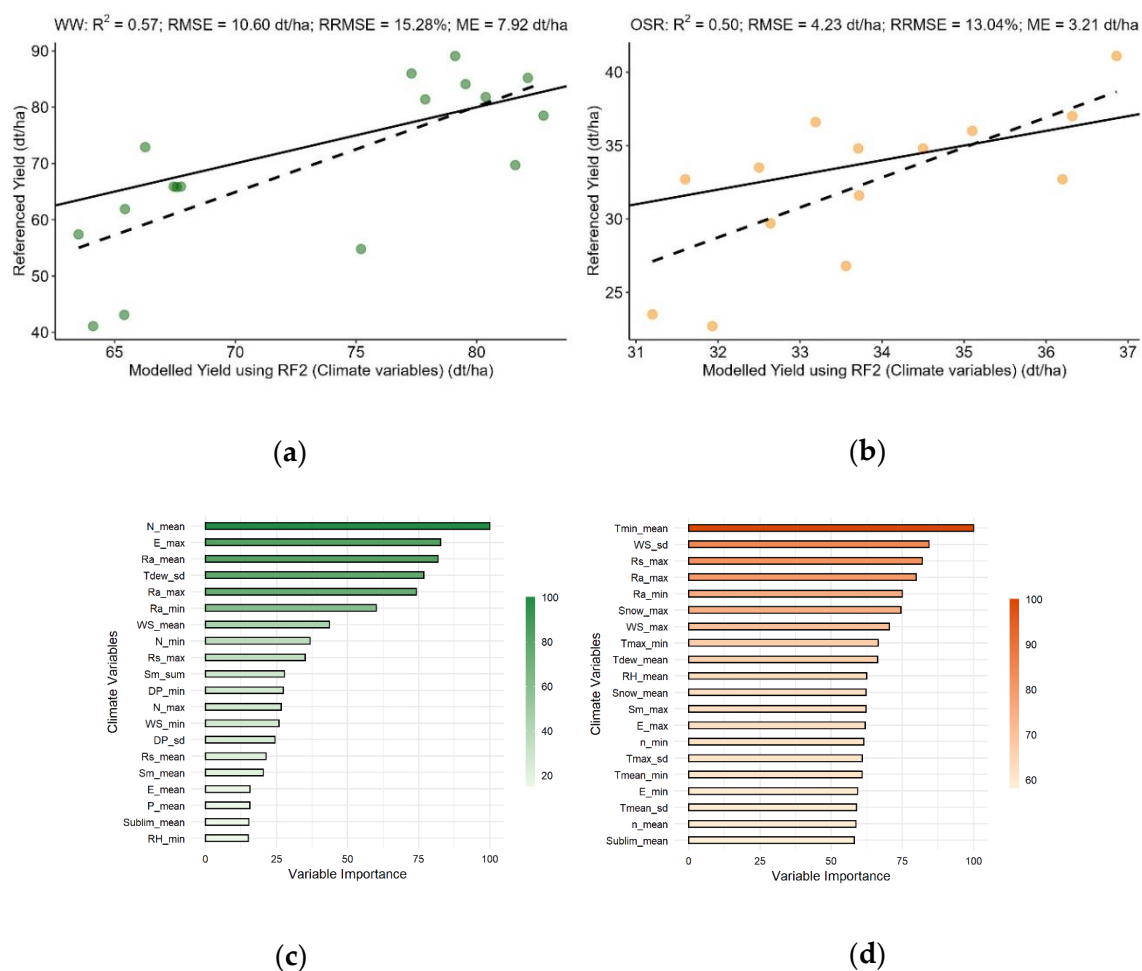 WW: R² = 0.57; RMSE = 10.60 dt/ha; RRMSE = 15.28%; ME = 7.92 dt/ha
90
80
70
60
50
40
Referenced Yield (dt/ha)
65 70 75 80
Modelled Yield using RF2 (Climate variables) (dt/ha)
(a)
OSR: R² = 0.50; RMSE = 4.23 dt/ha; RRMSE = 13.04%; ME = 3.21 dt/ha
40
35
30
25
Referenced Yield (dt/ha)
31 32 33 34 35 36 37
Modelled Yield using RF2 (Climate variables) (dt/ha)
(b)
Climate Variables
N_mean
E_max
Ra_mean
Tdew_sd
Ra_max
Ra_min
WS_mean
N_min
Rs_max
Sm_sum
DP_min
N_max
WS_min
DP_sd
Rs_mean
Sm_mean
E_mean
P_mean
Sublim_mean
RH_min
0 25 50 75 100
Variable Importance
100
80
60
40
20
(c)
Climate Variables
Tmin_mean
WS_sd
Rs_max
Ra_max
Ra_min
Snow_max
WS_max
Tmax_min
Tdew_mean
RH_mean
Snow_mean
Sm_max
E_max
n_min
Tmax_sd
Tmean_min
E_min
Tmean_sd
n_mean
Sublim_mean
0 25 50 75 100
Variable Importance
100
90
80
70
60
(d)